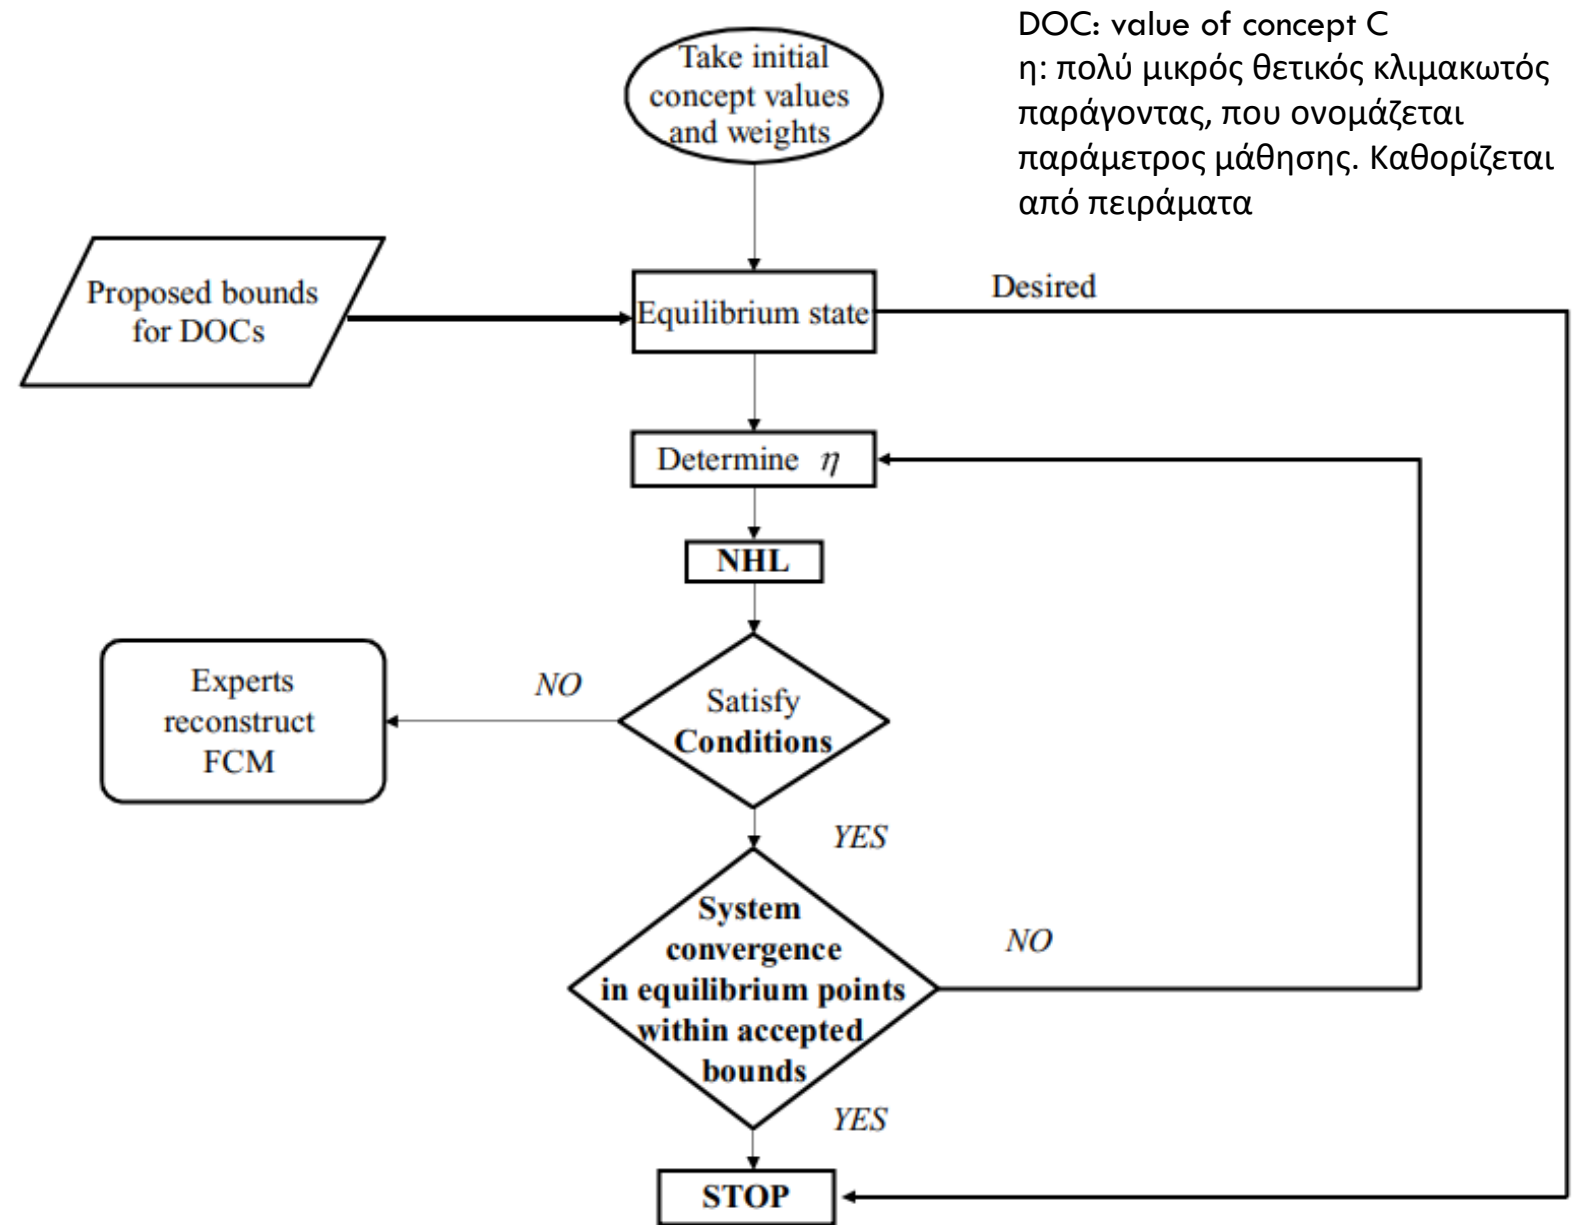 Take initial
concept values
and weights
DOC: value of concept C
η: πολύ μικρός θετικός κλιμακωτός
παράγοντας, που ονομάζεται
παράμετρος μάθησης. Καθορίζεται
από πειράματα
Proposed bounds
for DOCs
Equilibrium state
Desired
Determine η
NHL
Satisfy
Conditions
NO
Experts
reconstruct
FCM
YES
System
convergence
in equilibrium points
within accepted
bounds
NO
YES
STOP